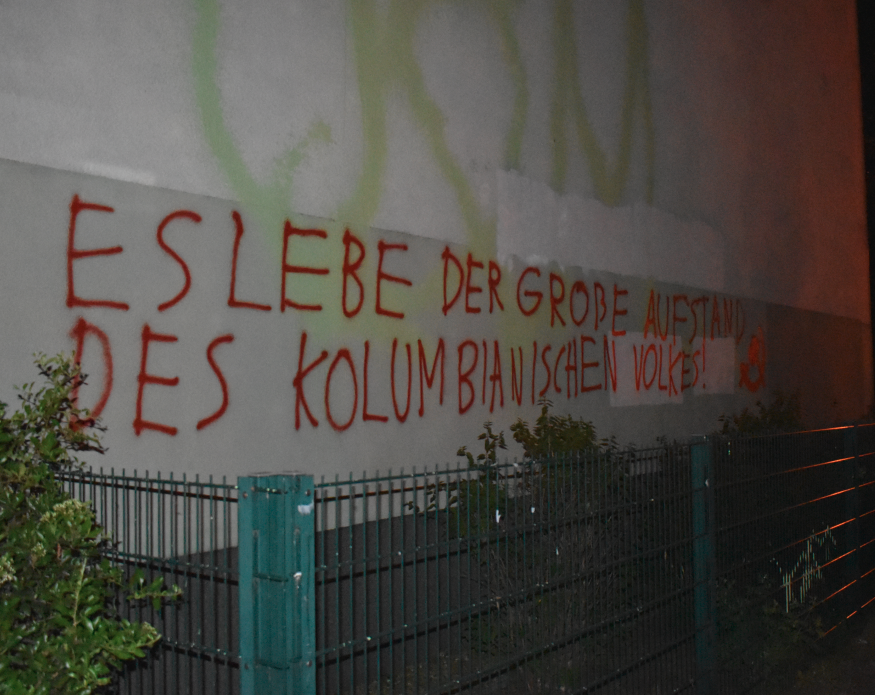 ES LEBE DER GROßE AUFSTAND
DES KOLUMBIANISCHEN VOLKES!